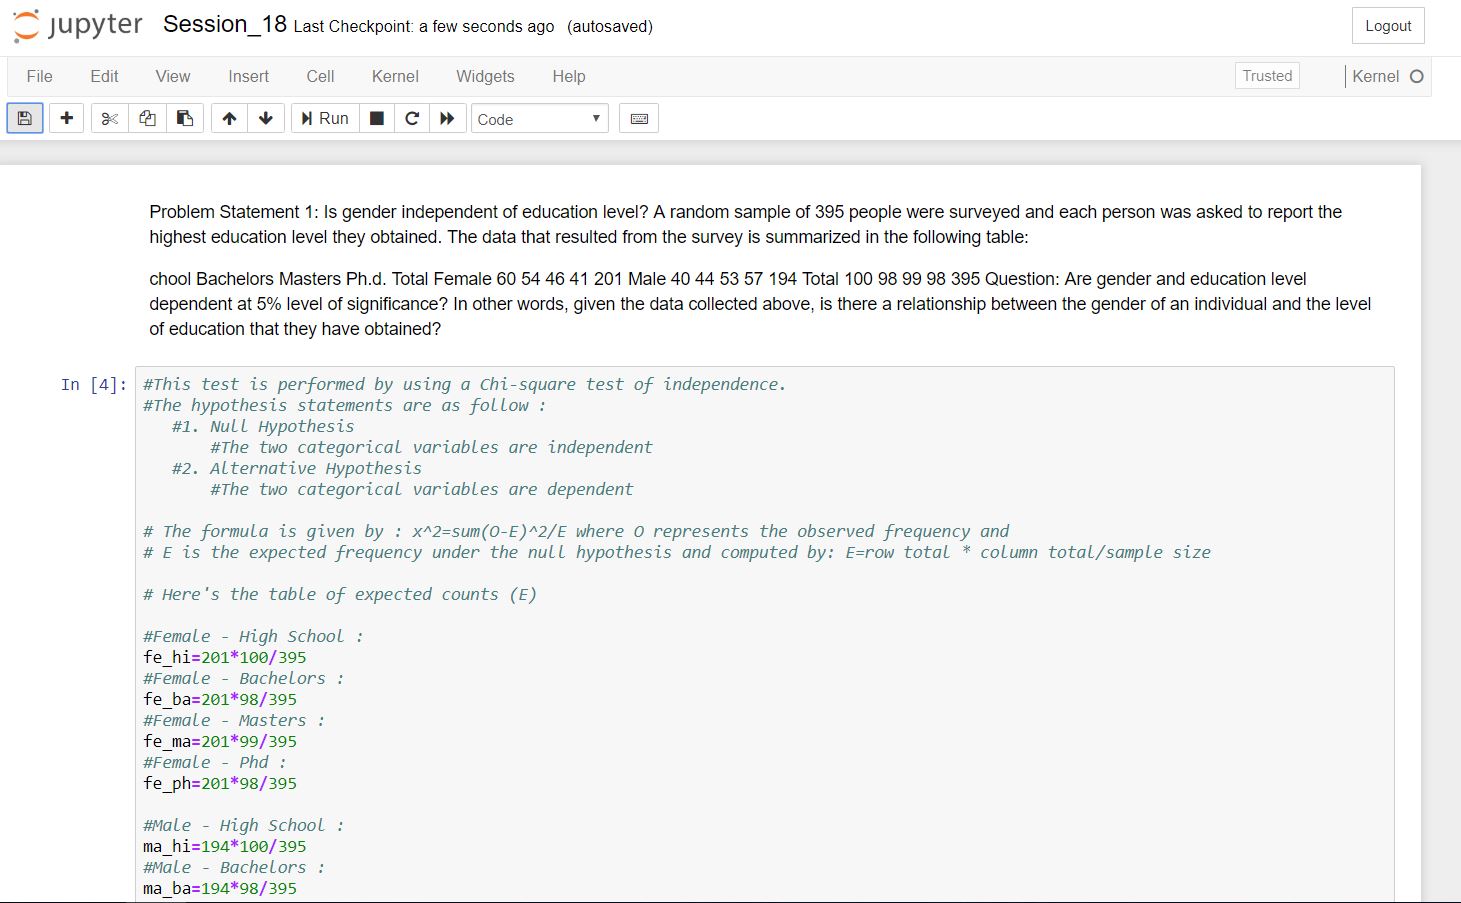 jupyter Session_18 Last Checkpoint: a few seconds ago (autosaved) Logout
File Edit View Insert Cell Kernel Widgets Help Trusted Kernel
Run Code
Problem Statement 1: Is gender independent of education level? A random sample of 395 people were surveyed and each person was asked to report the
highest education level they obtained. The data that resulted from the survey is summarized in the following table:
chool Bachelors Masters Ph.d. Total Female 60 54 46 41 201 Male 40 44 53 57 194 Total 100 98 99 98 395 Question: Are gender and education level
dependent at 5% level of significance? In other words, given the data collected above, is there a relationship between the gender of an individual and the level
of education that they have obtained?
In [4]: #This test is performed by using a Chi-square test of independence.
#The hypothesis statements are as follow :
#1. Null Hypothesis
#The two categorical variables are independent
#2. Alternative Hypothesis
#The two categorical variables are dependent
# The formula is given by : x^2=sum(O-E)^2/E where O represents the observed frequency and
# E is the expected frequency under the null hypothesis and computed by: E=row total * column total/sample size
# Here's the table of expected counts (E)
#Female - High School :
fe_hi=201*100/395
#Female - Bachelors :
fe_ba=201*98/395
#Female - Masters :
fe_ma=201*99/395
#Female - Phd :
fe_ph=201*98/395
#Male - High School :
ma_hi=194*100/395
#Male - Bachelors :
ma_ba=194*98/395